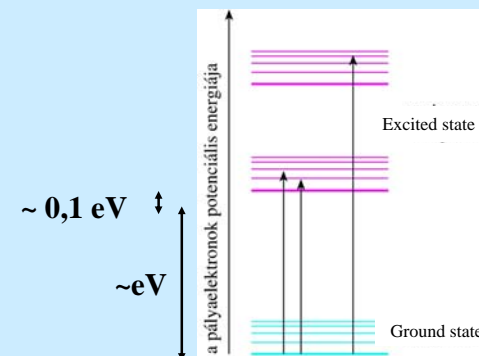 a pályaelektronok potenciális energiája
Excited state
~ 0,1 eV
~eV
Ground state